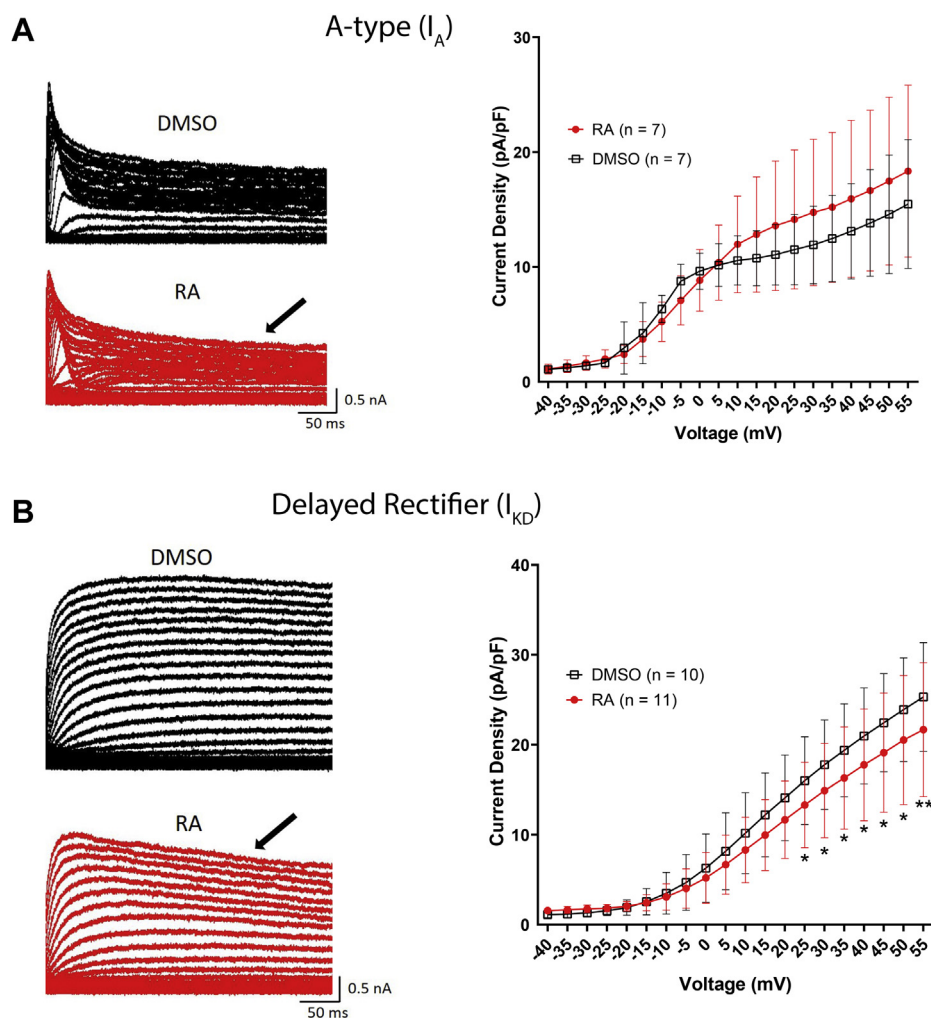 A
A-type (I_A)
DMSO
RA
0.5 nA
50 ms
30
20
10
0
Current Density (pA/pF)
RA (n = 7)
DMSO (n = 7)
-40 -35 -30 -25 -20 -15 -10 -5 0 5 10 15 20 25 30 35 40 45 50 55
Voltage (mV)
B
Delayed Rectifier (I_KD)
DMSO
RA
0.5 nA
50 ms
40
30
20
10
0
Current Density (pA/pF)
DMSO (n = 10)
RA (n = 11)
* * * * * * **
-40 -35 -30 -25 -20 -15 -10 -5 0 5 10 15 20 25 30 35 40 45 50 55
Voltage (mV)